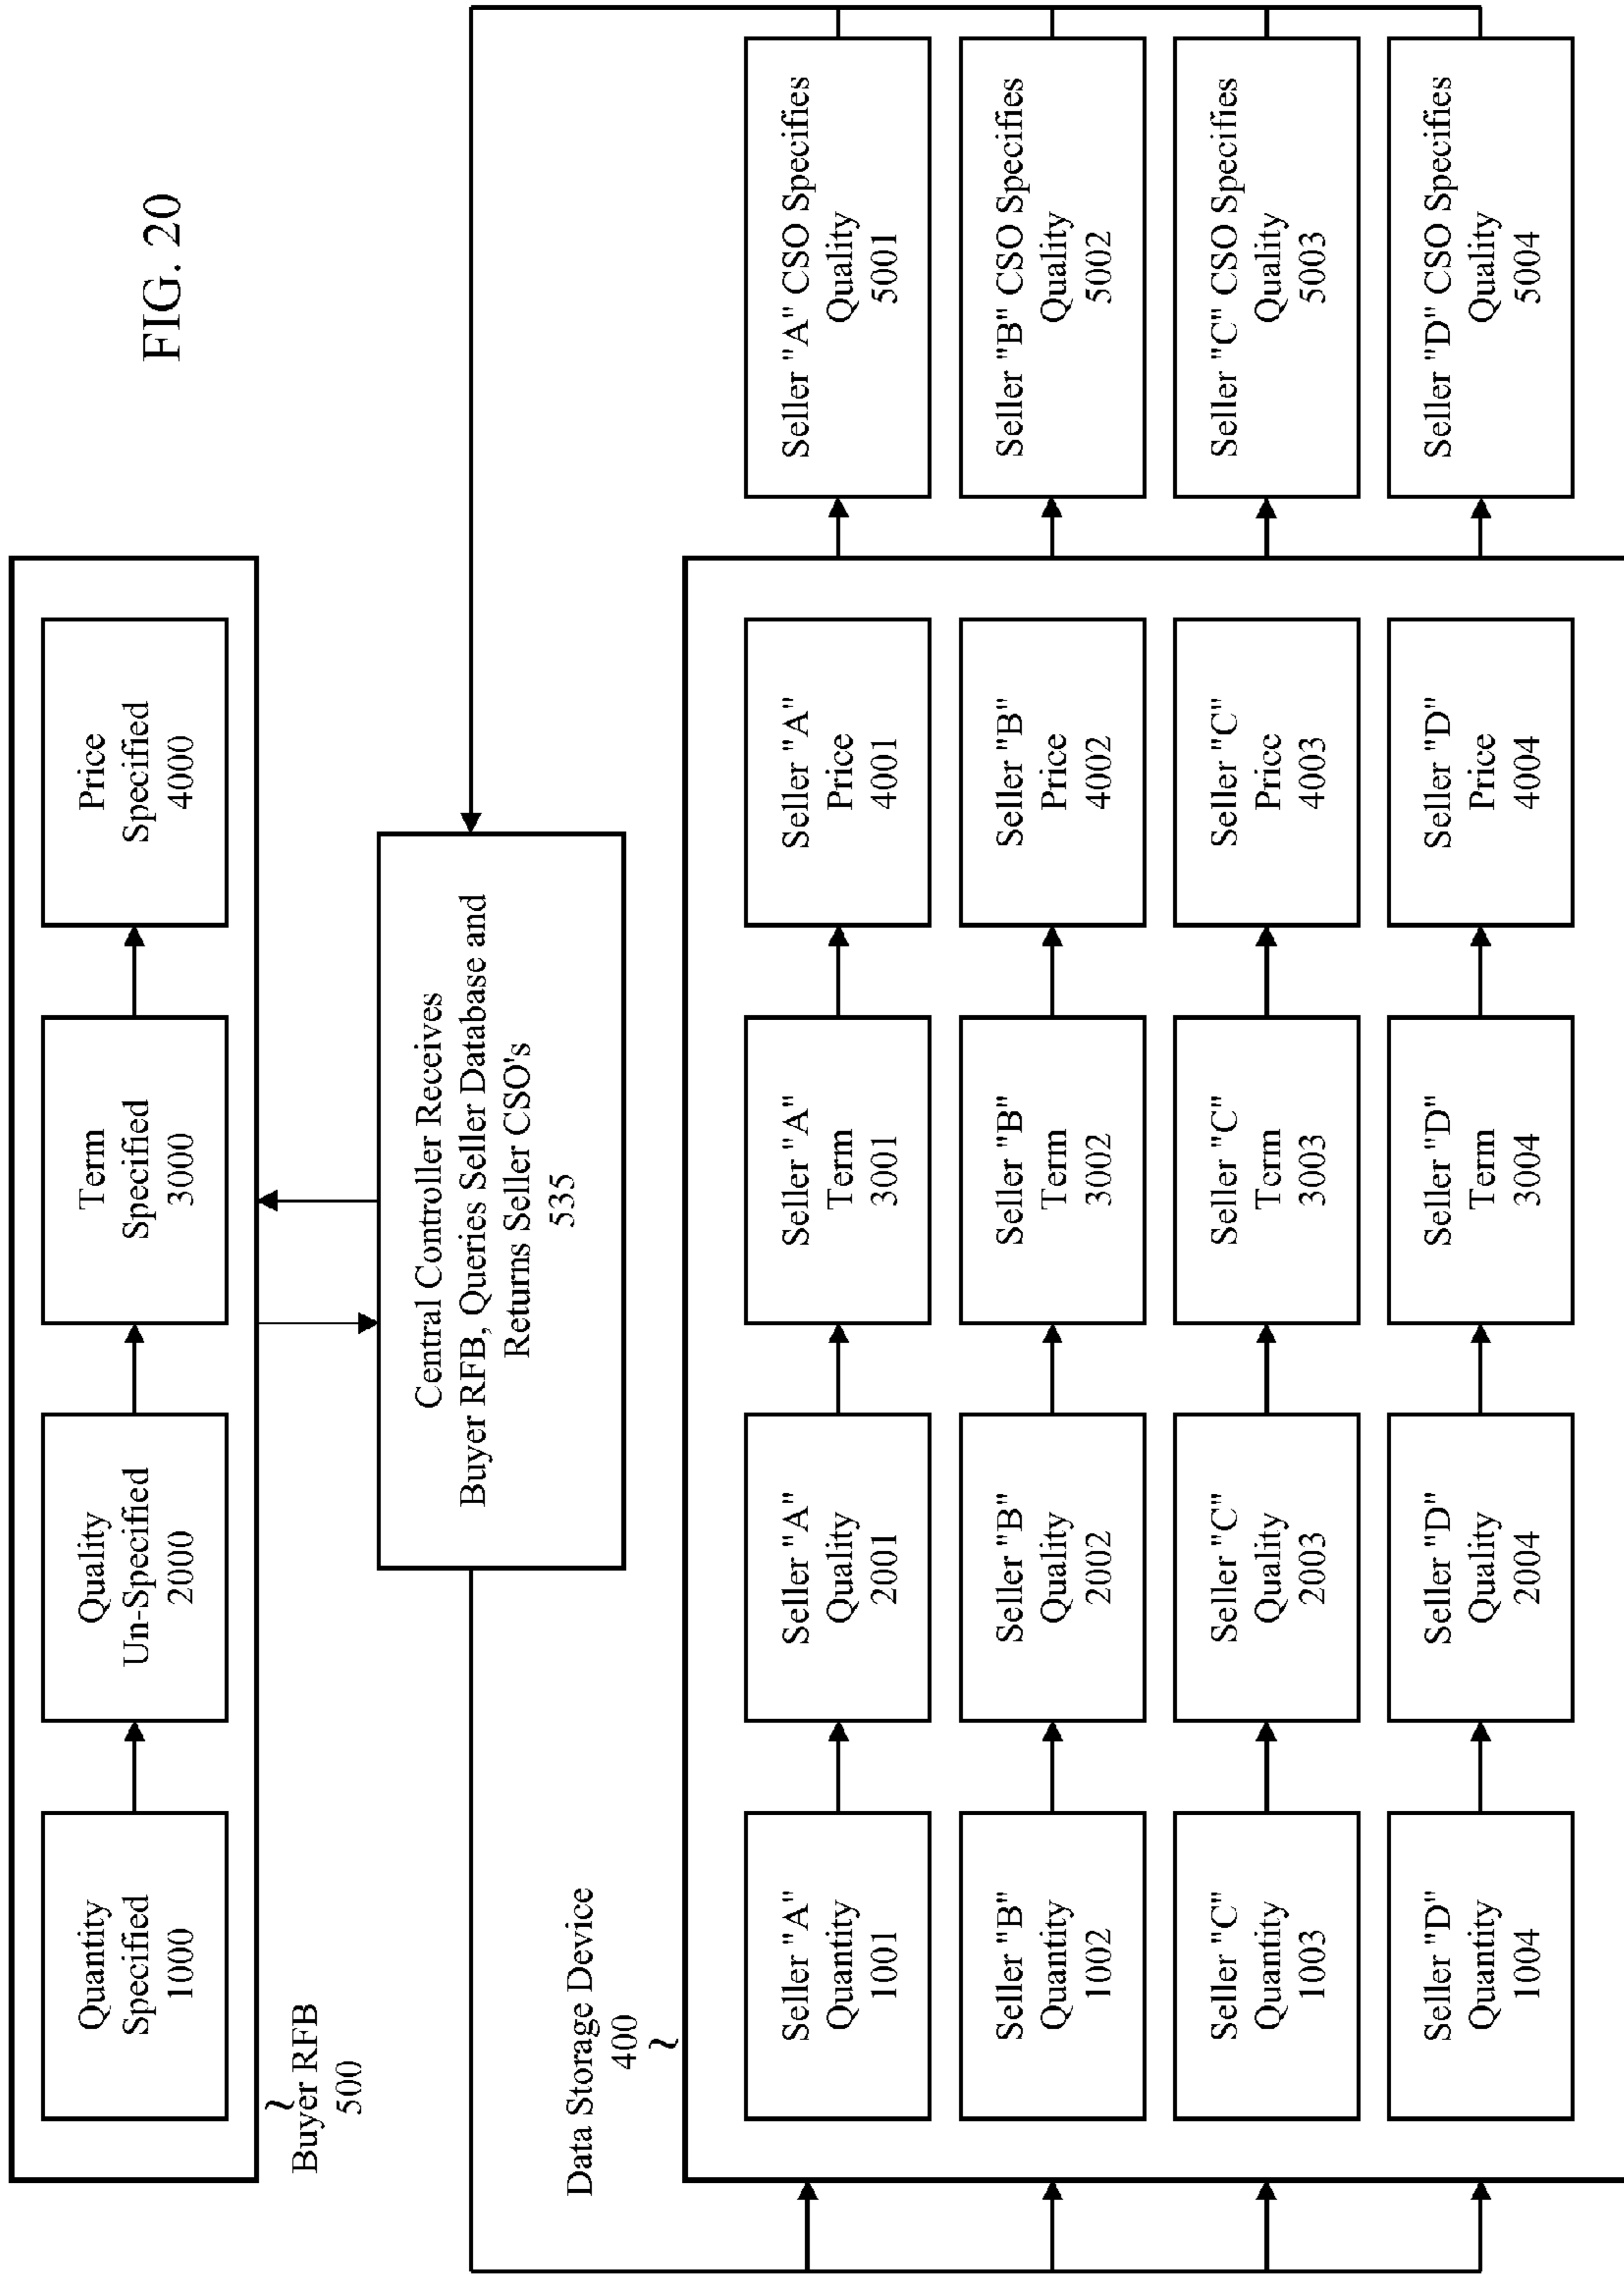 FIG. 20
Quantity
Specified
1000
Quality
Un-Specified
2000
Term
Specified
3000
Price
Specified
4000
Buyer RFB
500
Central Controller Receives
Buyer RFB, Queries Seller Database and
Returns Seller CSO's
535
Data Storage Device
400
Seller "A"
Quantity
1001
Seller "A"
Quality
2001
Seller "A"
Term
3001
Seller "A"
Price
4001
Seller "A" CSO Specifies
Quality
5001
Seller "B"
Quantity
1002
Seller "B"
Quality
2002
Seller "B"
Term
3002
Seller "B"
Price
4002
Seller "B" CSO Specifies
Quality
5002
Seller "C"
Quantity
1003
Seller "C"
Quality
2003
Seller "C"
Term
3003
Seller "C"
Price
4003
Seller "C" CSO Specifies
Quality
5003
Seller "D"
Quantity
1004
Seller "D"
Quality
2004
Seller "D"
Term
3004
Seller "D"
Price
4004
Seller "D" CSO Specifies
Quality
5004